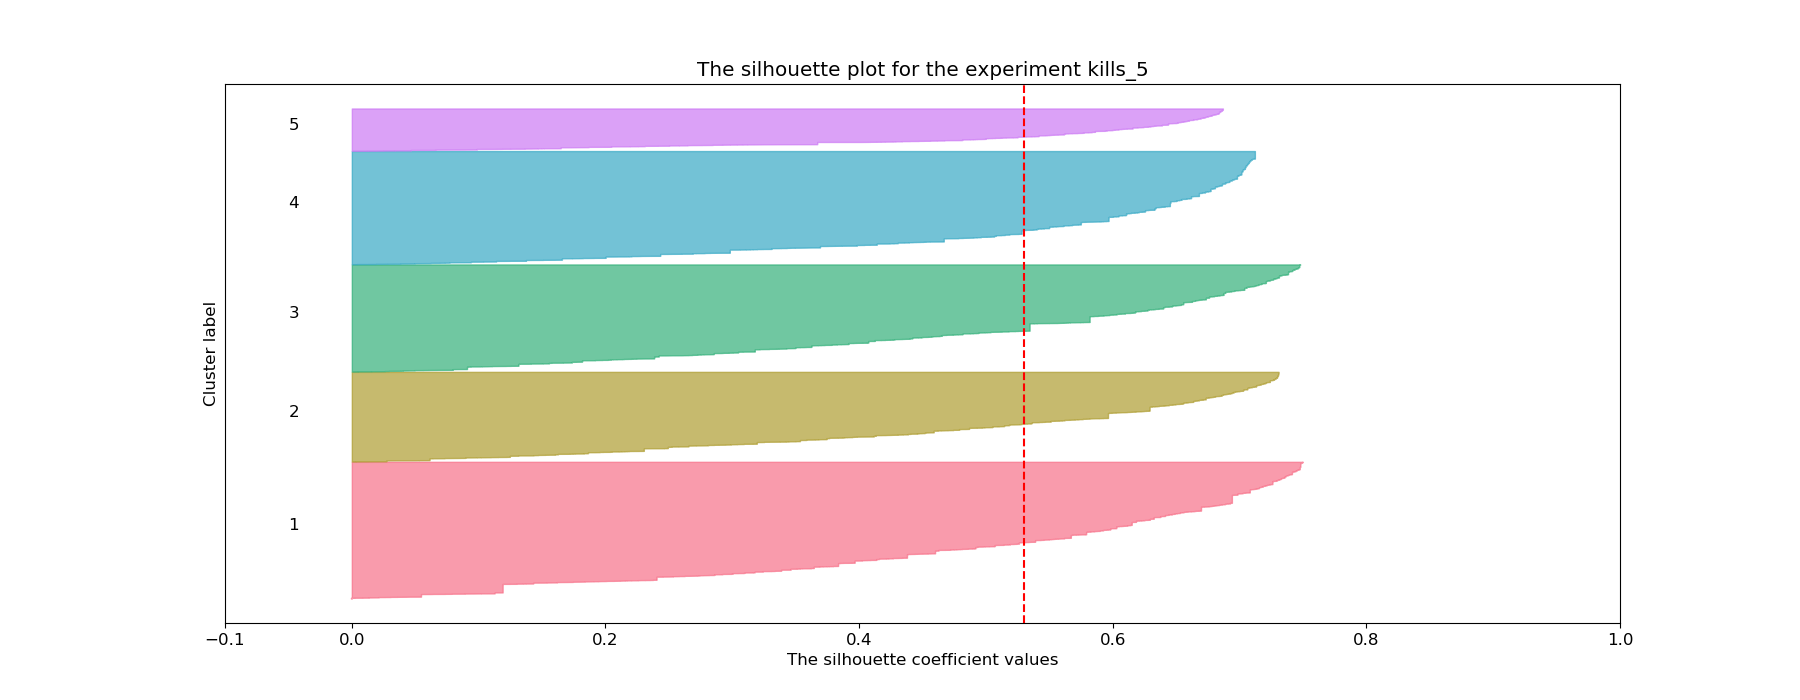 The silhouette plot for the experiment kills_5
5
4
3
2
1
Cluster label
−0.1 0.0 0.2 0.4 0.6 0.8 1.0
The silhouette coefficient values